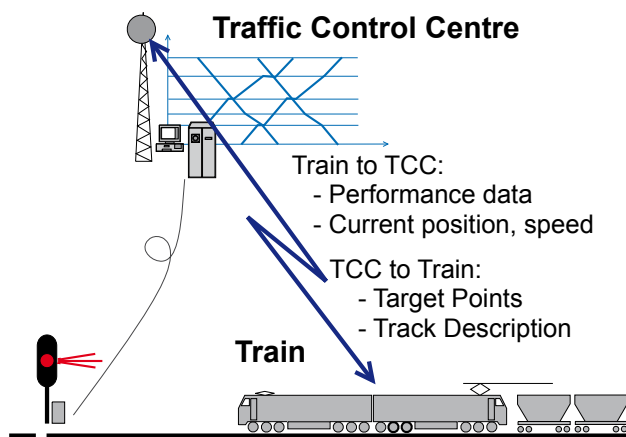 Traffic Control Centre
Train to TCC:
- Performance data
- Current position, speed
TCC to Train:
- Target Points
- Track Description
Train